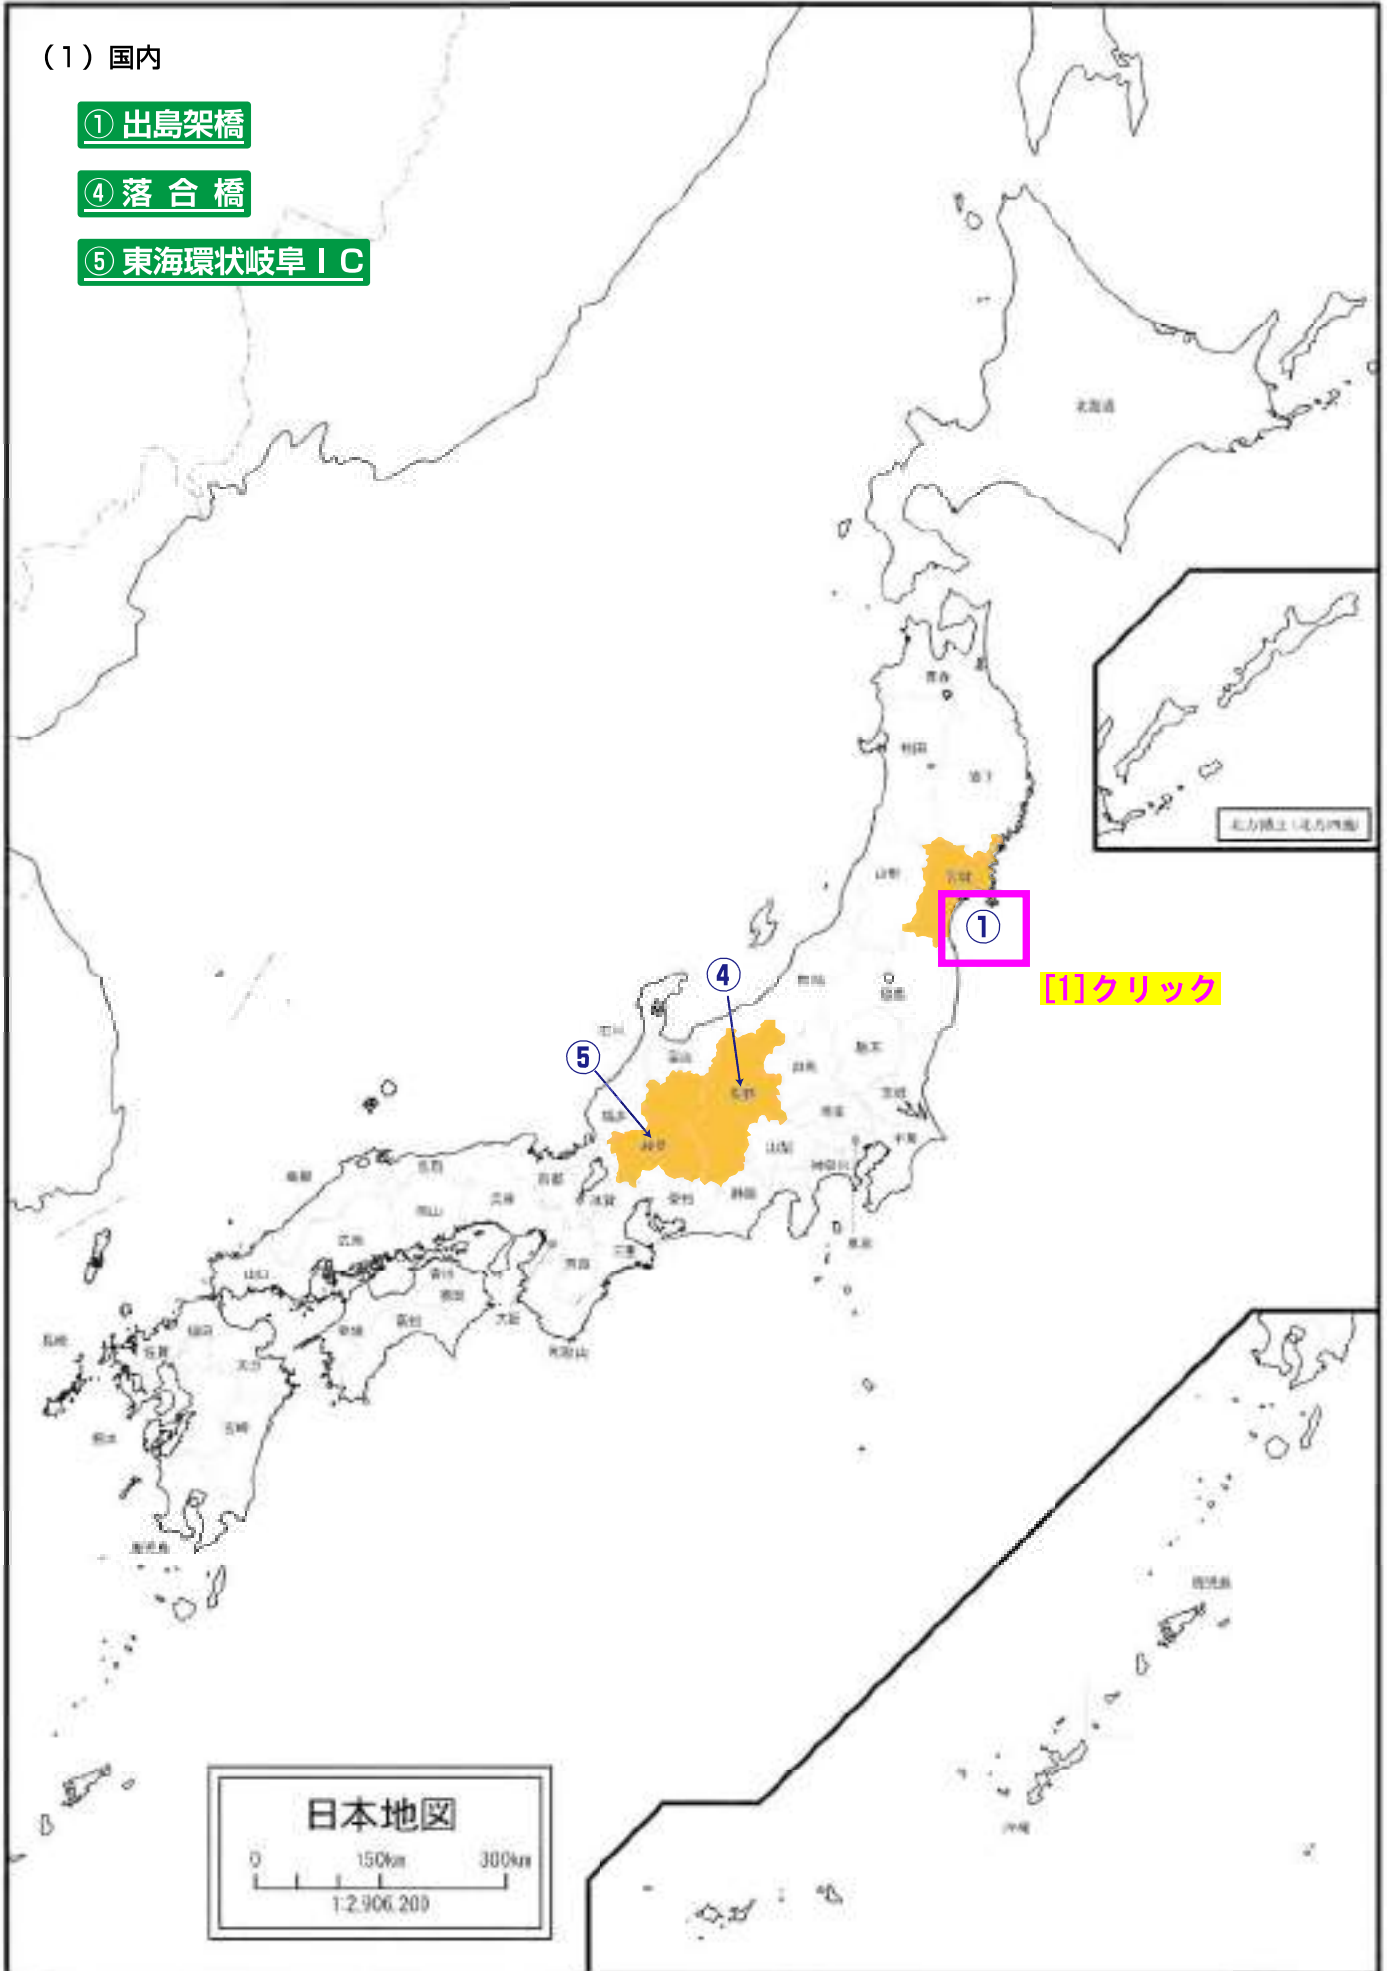 （1）国内
① 出島架橋
④ 落合橋
⑤ 東海環状岐阜ＩＣ
北海道
青森
秋田
岩手
北方領土（北方四島）
山形
宮城
①
④
[1]クリック
新潟
福島
石川
⑤
富山
栃木
群馬
長野
茨城
福井
埼玉
岐阜
山梨
千葉
神奈川
鳥取
島根
京都
兵庫
滋賀
愛知
静岡
岡山
広島
三重
東京
奈良
山口
香川
徳島
大阪
高知
愛媛
福岡
長崎
佐賀
和歌山
大分
熊本
宮崎
鹿児島
鹿児島
沖縄
日本地図
0 150km 300km
1:2,906,200